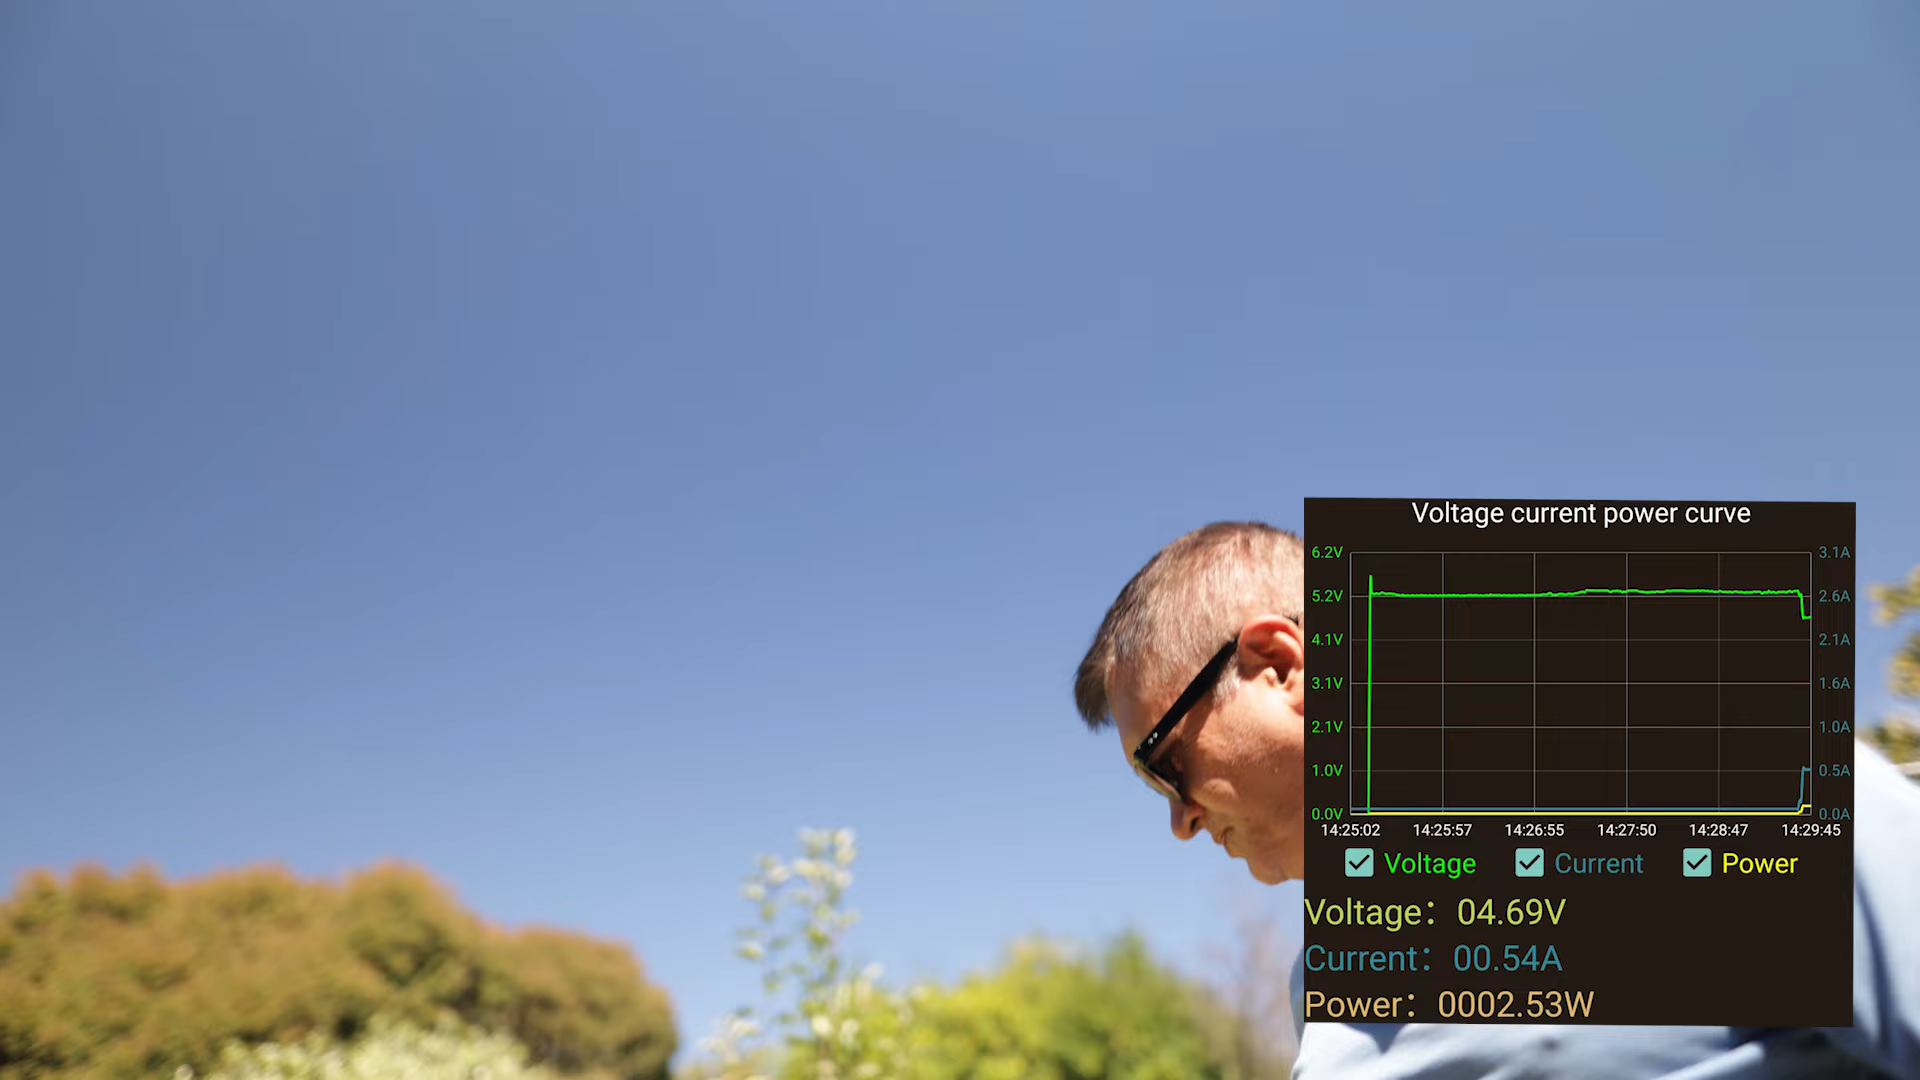 Voltage current power curve
6.2V 3.1A
5.2V 2.6A
4.1V 2.1A
3.1V 1.6A
2.1V 1.0A
1.0V 0.5A
0.0V 0.0A
14:25:02 14:25:57 14:26:55 14:27:50 14:28:47 14:29:45
Voltage Current Power
Voltage: 04.69V
Current: 00.54A
Power: 0002.53W